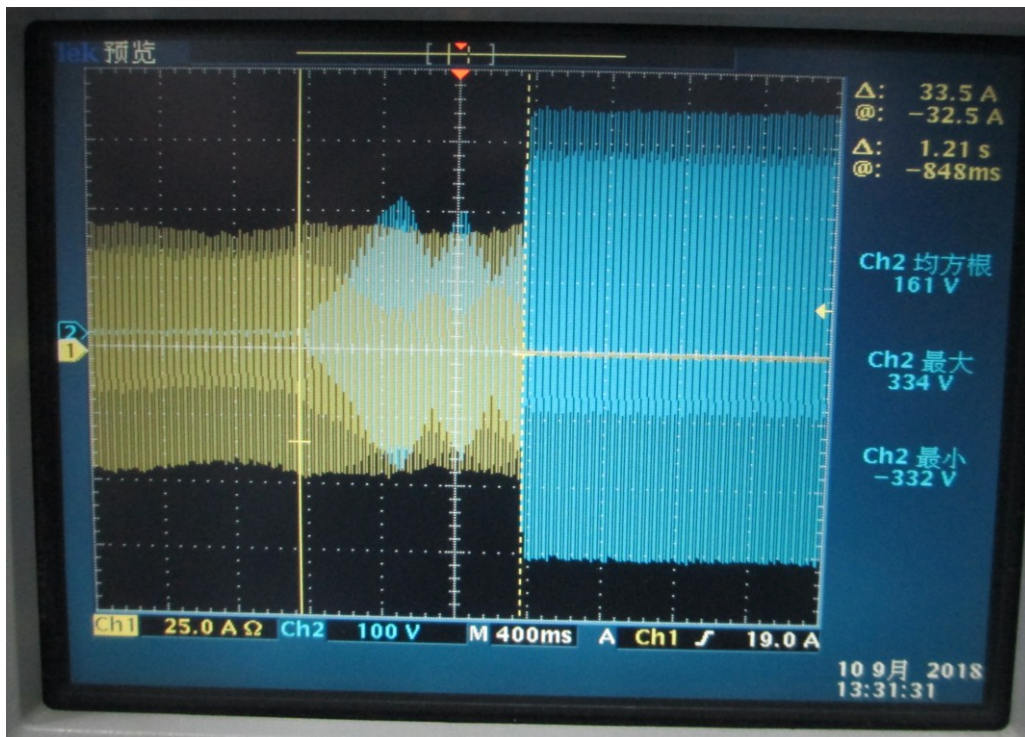 Tek 预览
Δ: 33.5 A
@: −32.5 A
Δ: 1.21 s
@: −848ms
Ch2 均方根
161 V
Ch2 最大
334 V
Ch2 最小
−332 V
2
1
Ch1 25.0 A Ω Ch2 100 V M 400ms A Ch1 ƒ 19.0 A
10 9月 2018
13:31:31